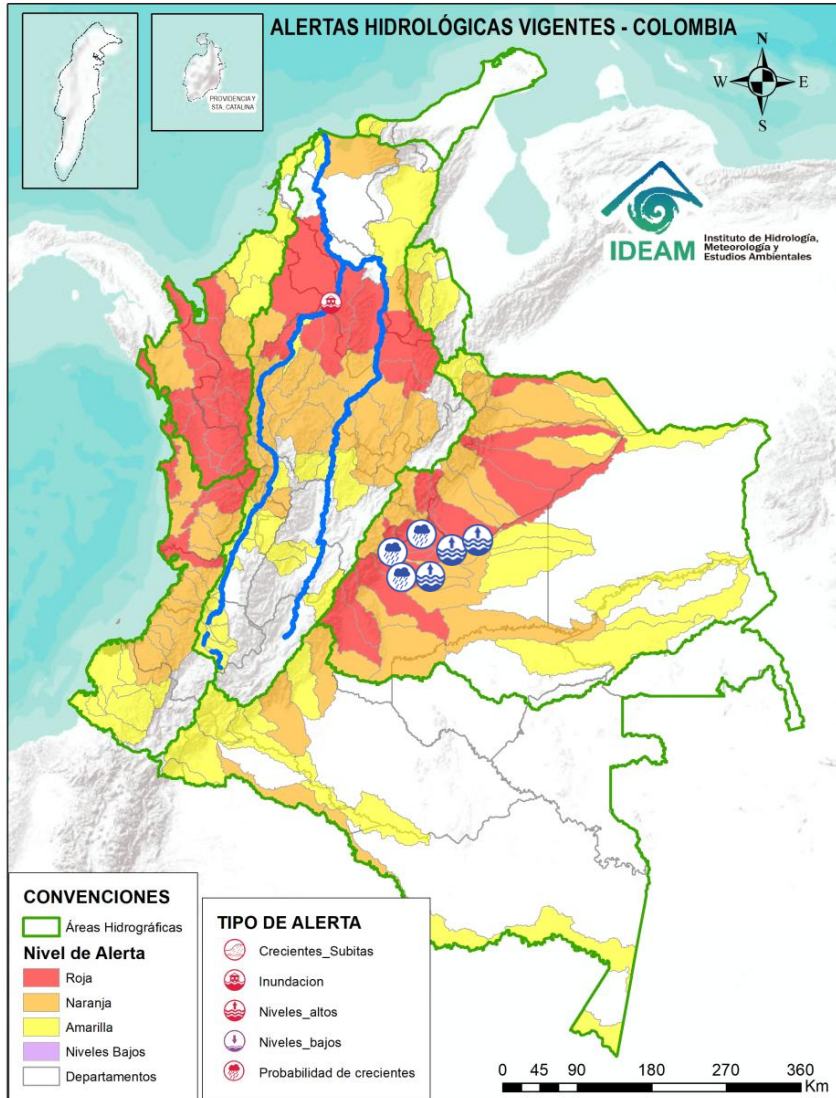 ALERTAS HIDROLÓGICAS VIGENTES - COLOMBIA
PROVIDENCIA Y
STA. CATALINA
N
W
E
S
IDEAM
Instituto de Hidrología,
Meteorología y
Estudios Ambientales
CONVENCIONES
Áreas Hidrográficas
Nivel de Alerta
Roja
Naranja
Amarilla
Niveles Bajos
Departamentos
TIPO DE ALERTA
Crecientes_Subitas
Inundacion
Niveles_altos
Niveles_bajos
Probabilidad de crecientes
0 45 90 180 270 360
Km